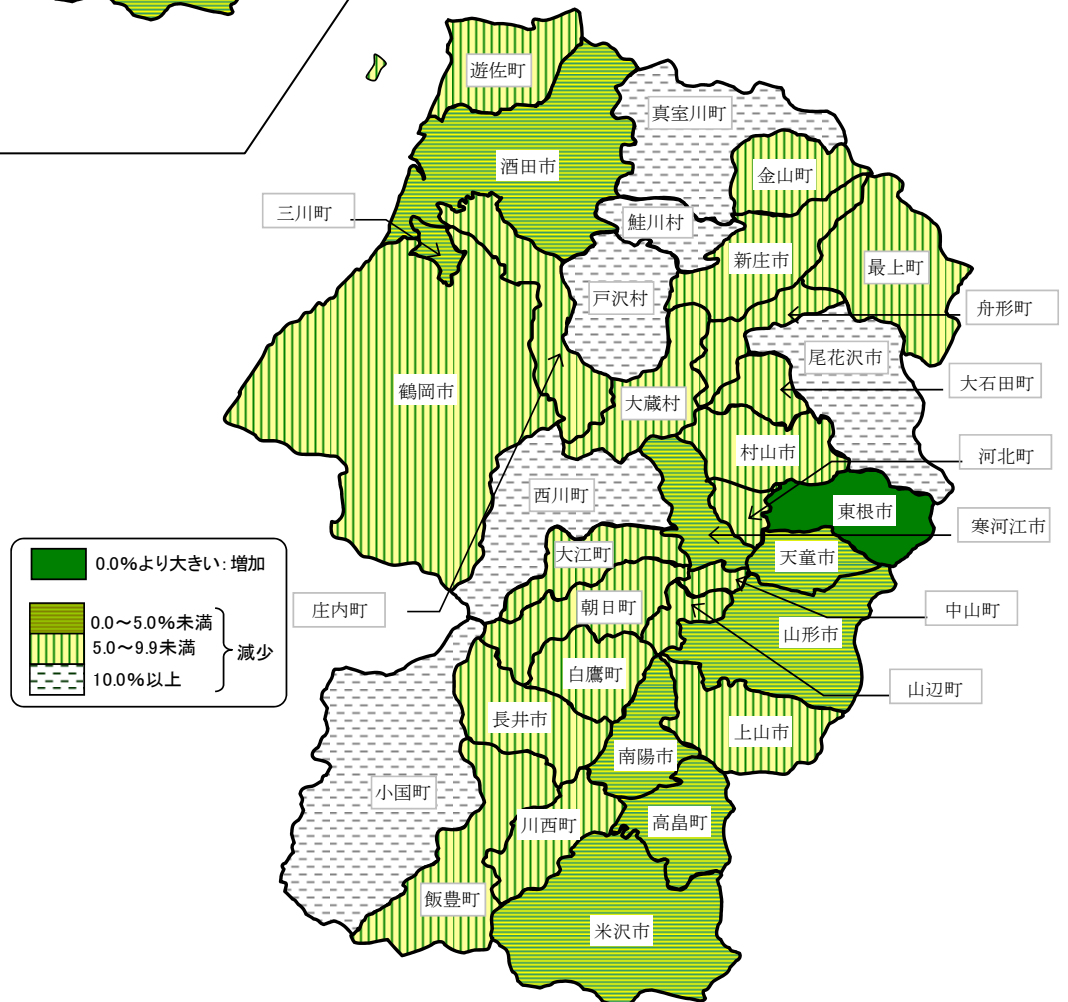 遊佐町
真室川町
酒田市
金山町
三川町
鮭川村
新庄市
最上町
戸沢村
舟形町
尾花沢市
大石田町
鶴岡市
大蔵村
村山市
河北町
西川町
東根市
寒河江市
大江町
天童市
0.0%より大きい：増加
0.0～5.0%未満
5.0～9.9未満
減少
10.0%以上
庄内町
朝日町
中山町
山形市
白鷹町
山辺町
長井市
上山市
南陽市
小国町
川西町
高畠町
飯豊町
米沢市